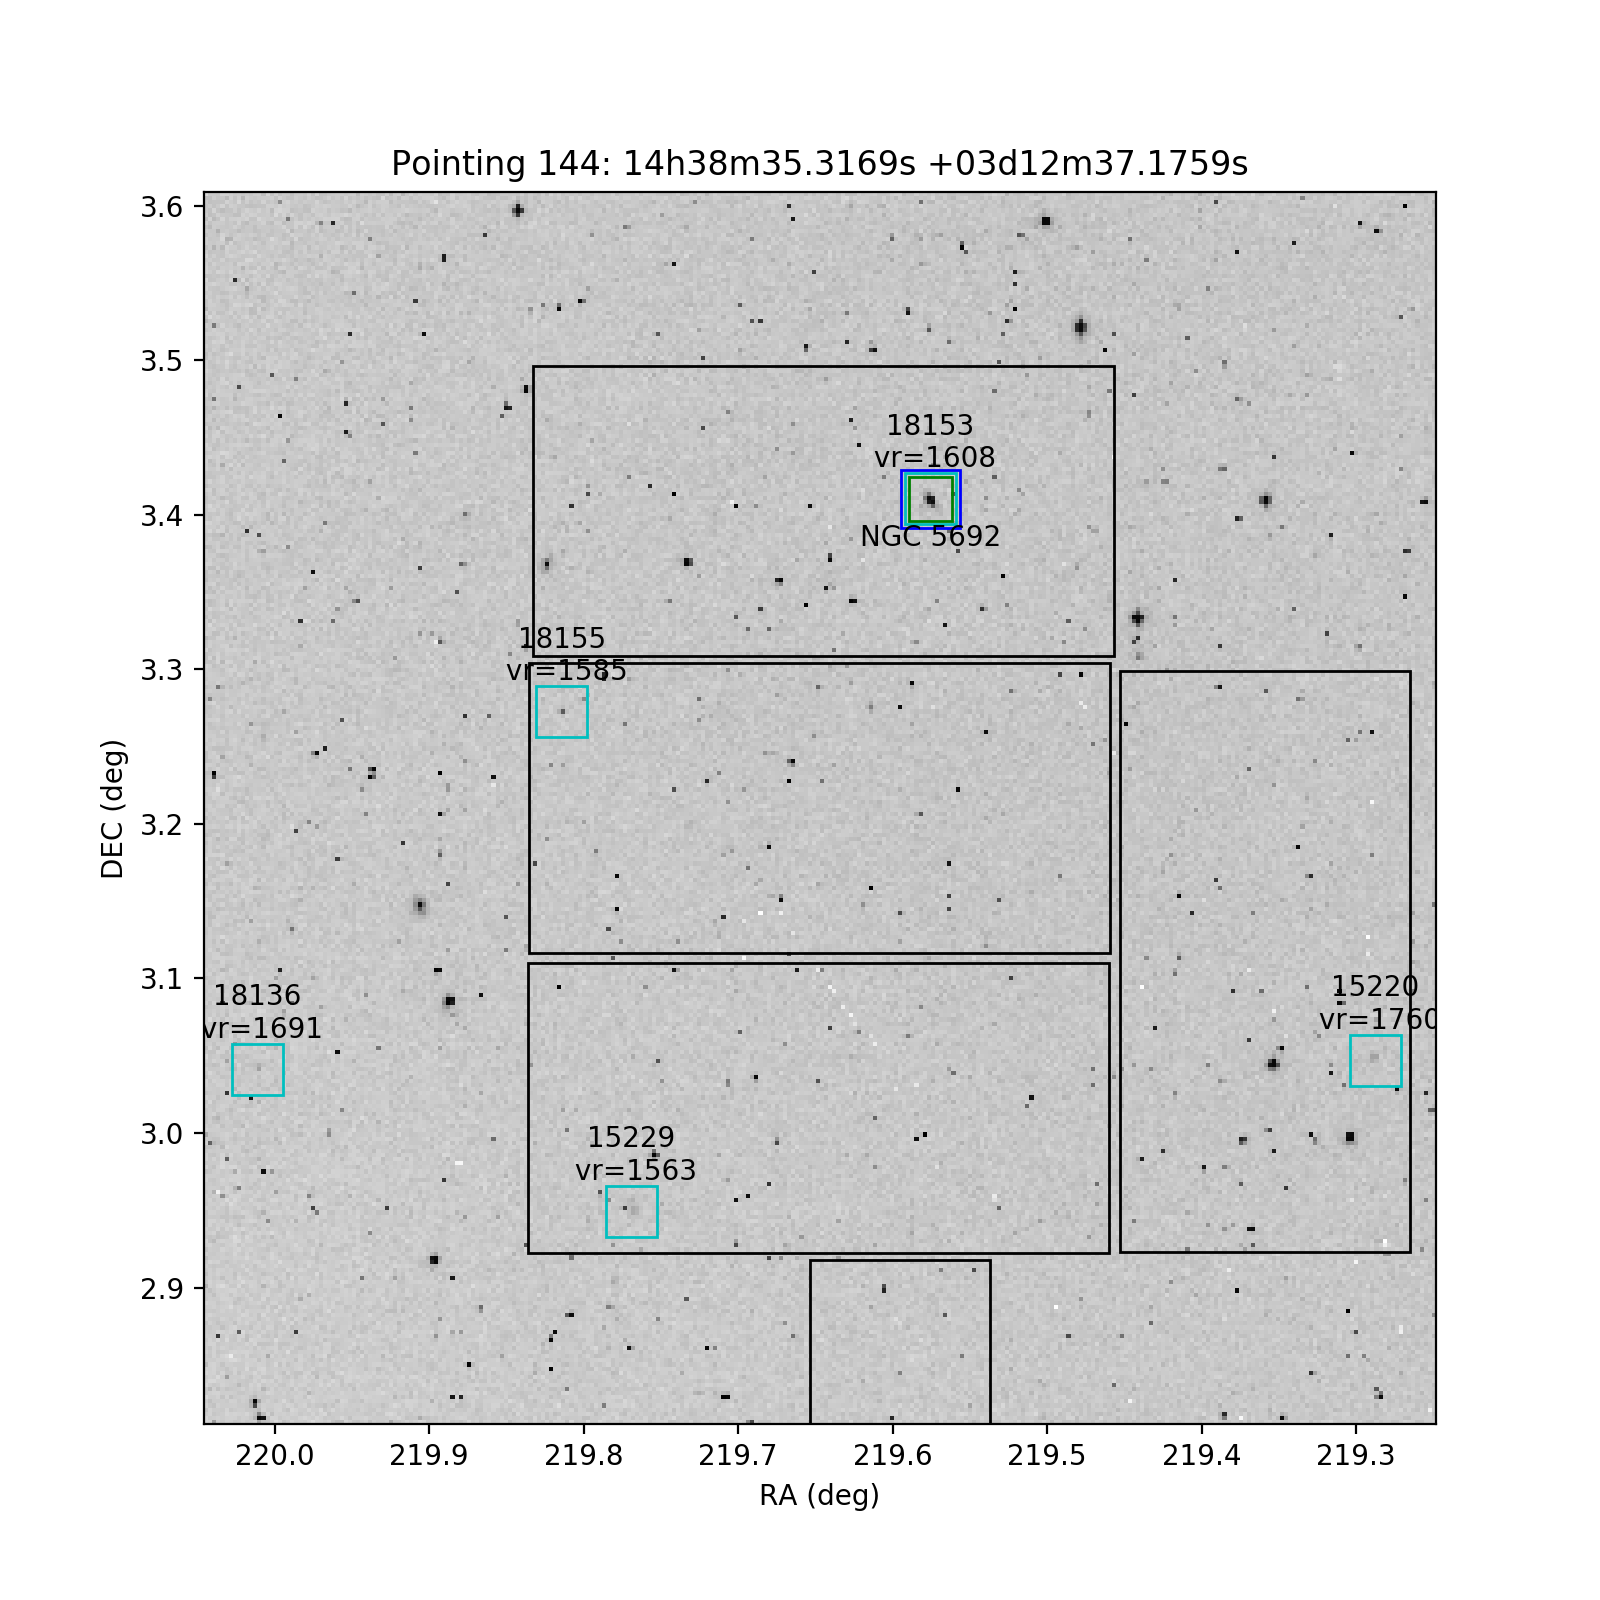 Pointing 144: 14h38m35.3169s +03d12m37.1759s
3.6
3.5
18153
vr=1608
3.4
NGC 5692
18155
3.3
vr=1585
DEC (deg)
3.2
3.1
18136
15220
vr=1691
vr=1760
3.0
15229
vr=1563
2.9
220.0 219.9 219.8 219.7 219.6 219.5 219.4 219.3
RA (deg)